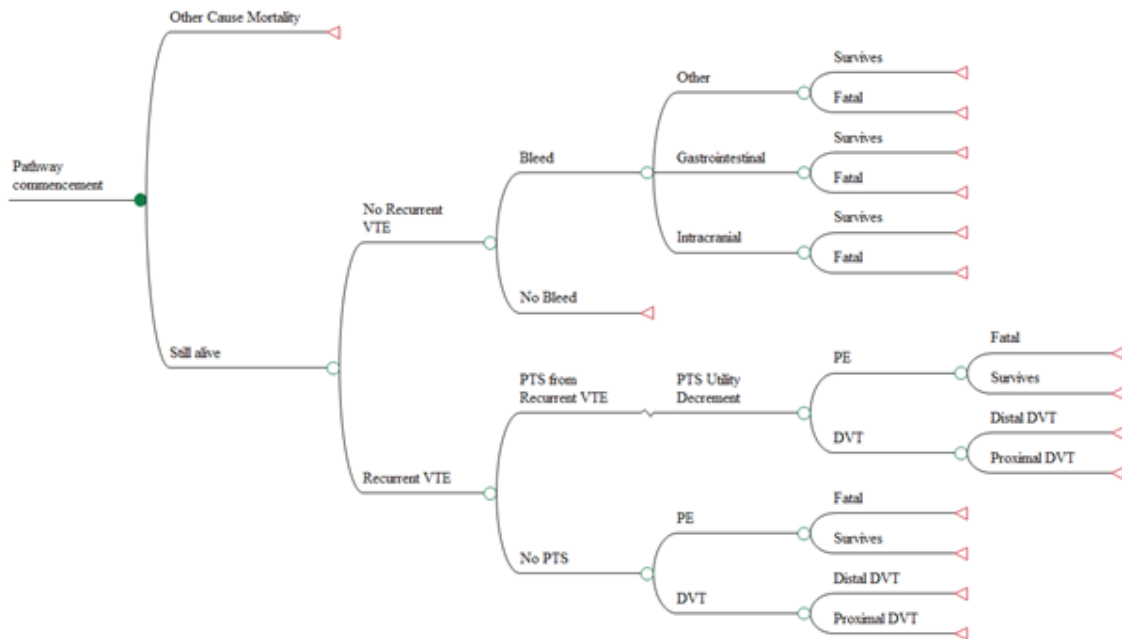 Other Cause Mortality
Survives
Other
Fatal
Survives
Pathway
commencement
Bleed
Gastrointestinal
Fatal
No Recurrent
VTE
Survives
Intracranial
Fatal
No Bleed
Still alive
Fatal
PE
PTS from
Recurrent VTE
PTS Utility
Decrement
Survives
Distal DVT
DVT
Proximal DVT
Recurrent VTE
Fatal
PE
Survives
No PTS
Distal DVT
DVT
Proximal DVT